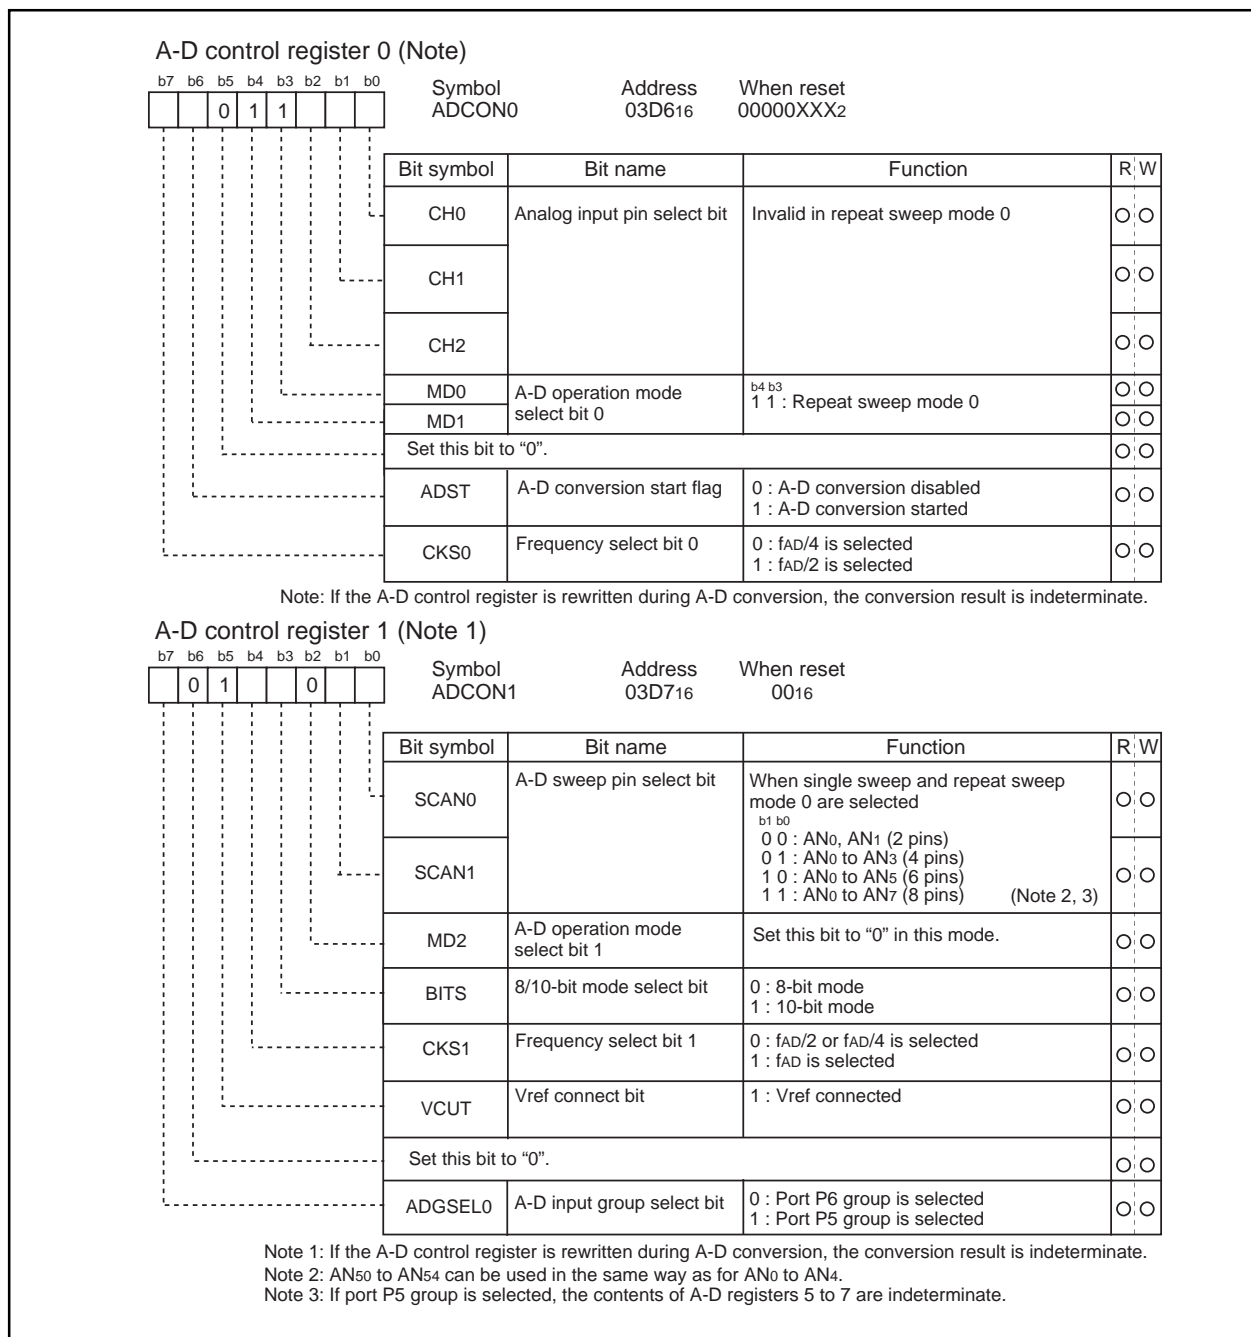 A-D control register 0 (Note)
b7 b6 b5 b4 b3 b2 b1 b0
0 1 1
Symbol Address When reset
ADCON0 03D616 00000XXX2
Bit symbol Bit name Function R W
CH0 Analog input pin select bit Invalid in repeat sweep mode 0
CH1
CH2
MD0 A-D operation mode b4 b3
select bit 0 1 1 : Repeat sweep mode 0
MD1
Set this bit to “0”.
ADST A-D conversion start flag 0 : A-D conversion disabled
1 : A-D conversion started
CKS0 Frequency select bit 0 0 : fAD/4 is selected
1 : fAD/2 is selected
Note: If the A-D control register is rewritten during A-D conversion, the conversion result is indeterminate.
A-D control register 1 (Note 1)
b7 b6 b5 b4 b3 b2 b1 b0
0 1 0
Symbol Address When reset
ADCON1 03D716 0016
Bit symbol Bit name Function R W
SCAN0 A-D sweep pin select bit When single sweep and repeat sweep
mode 0 are selected
b1 b0
0 0 : AN0, AN1 (2 pins)
0 1 : AN0 to AN3 (4 pins)
SCAN1 1 0 : AN0 to AN5 (6 pins)
1 1 : AN0 to AN7 (8 pins) (Note 2, 3)
MD2 A-D operation mode
select bit 1 Set this bit to “0” in this mode.
BITS 8/10-bit mode select bit 0 : 8-bit mode
1 : 10-bit mode
CKS1 Frequency select bit 1 0 : fAD/2 or fAD/4 is selected
1 : fAD is selected
VCUT Vref connect bit 1 : Vref connected
Set this bit to “0”.
ADGSEL0 A-D input group select bit 0 : Port P6 group is selected
1 : Port P5 group is selected
Note 1: If the A-D control register is rewritten during A-D conversion, the conversion result is indeterminate.
Note 2: AN50 to AN54 can be used in the same way as for AN0 to AN4.
Note 3: If port P5 group is selected, the contents of A-D registers 5 to 7 are indeterminate.